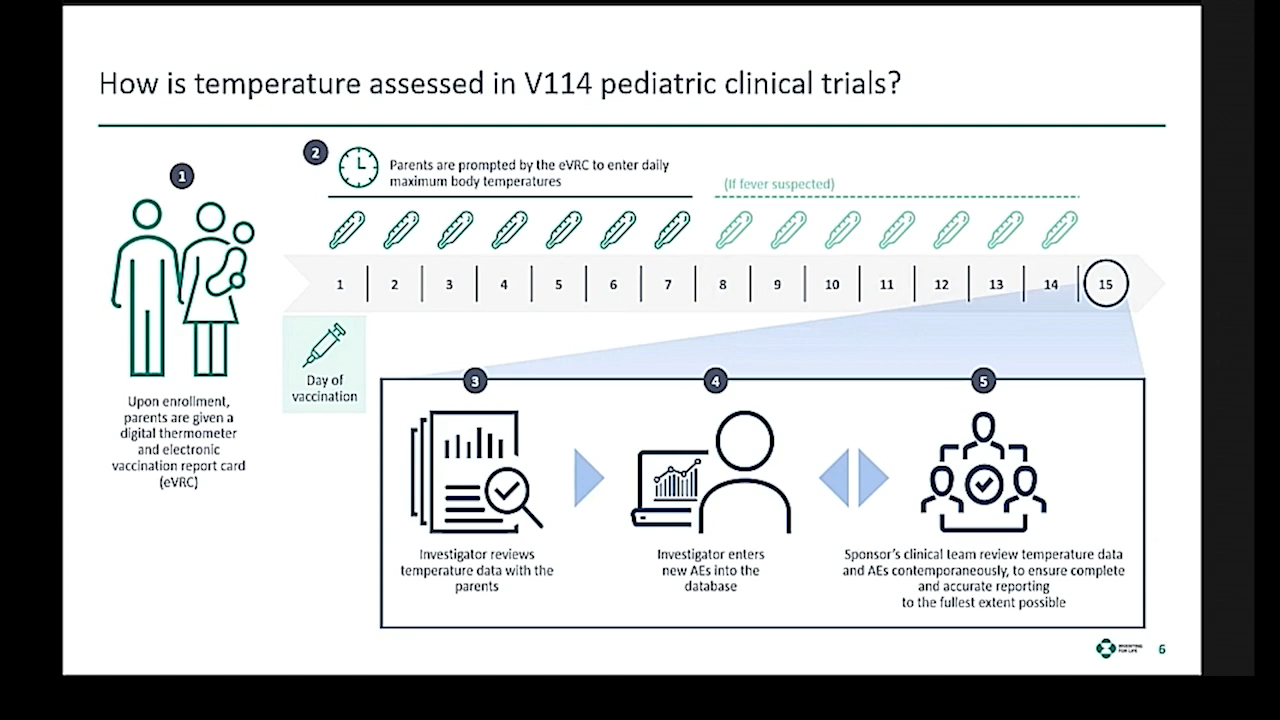 How is temperature assessed in V114 pediatric clinical trials?
1
Upon enrollment,
parents are given a
digital thermometer
and electronic
vaccination report card
(eVRC)
2
Parents are prompted by the eVRC to enter daily
maximum body temperatures
(If fever suspected)
1 2 3 4 5 6 7 8 9 10 11 12 13 14 15
Day of
vaccination
3
Investigator reviews
temperature data with the
parents
4
Investigator enters
new AEs into the
database
5
Sponsor's clinical team review temperature data
and AEs contemporaneously, to ensure complete
and accurate reporting
to the fullest extent possible
INVENTING
FOR LIFE
6